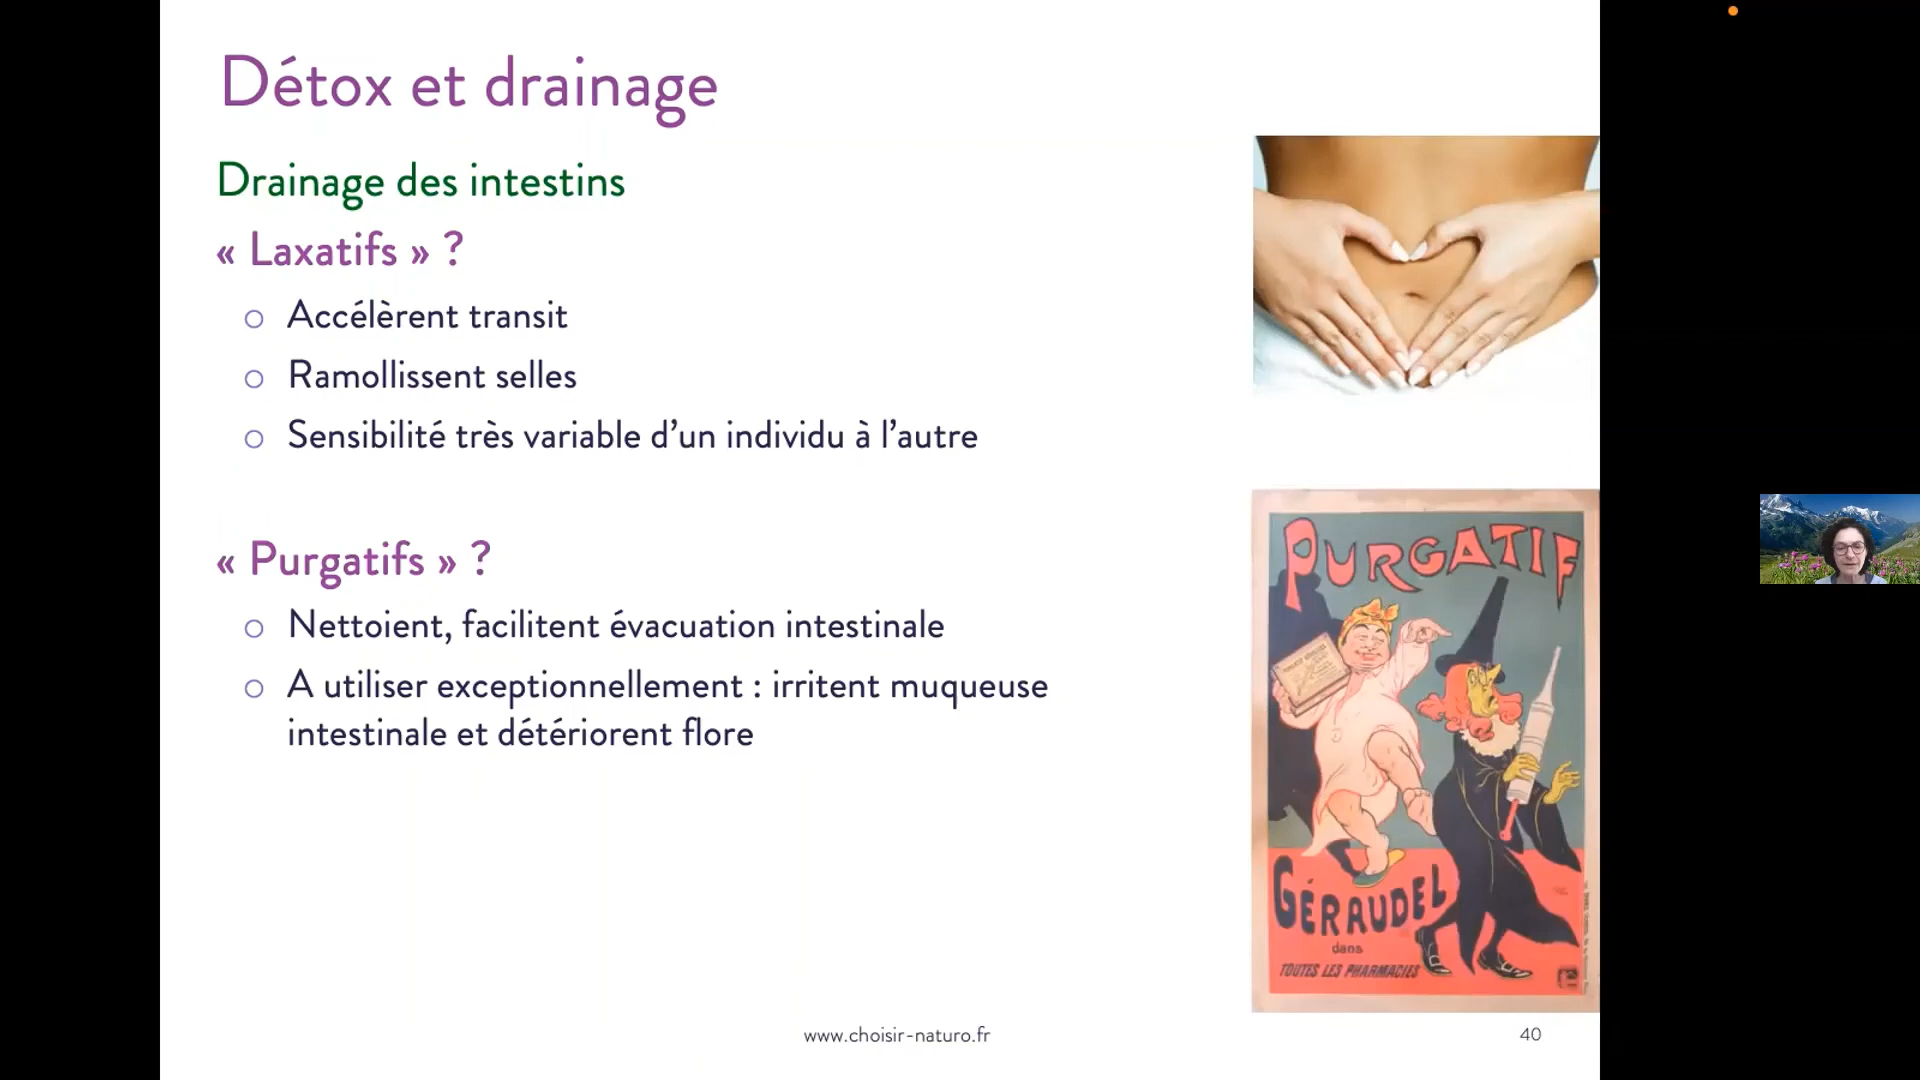 Détox et drainage
Drainage des intestins
« Laxatifs » ?
Accélèrent transit
Ramollissent selles
Sensibilité très variable d’un individu à l’autre
« Purgatifs » ?
Nettoient, facilitent évacuation intestinale
A utiliser exceptionnellement : irritent muqueuse
intestinale et détériorent flore
PURGATIF
GÉRAUDEL
dans
TOUTES LES PHARMACIES
www.choisir-naturo.fr
40